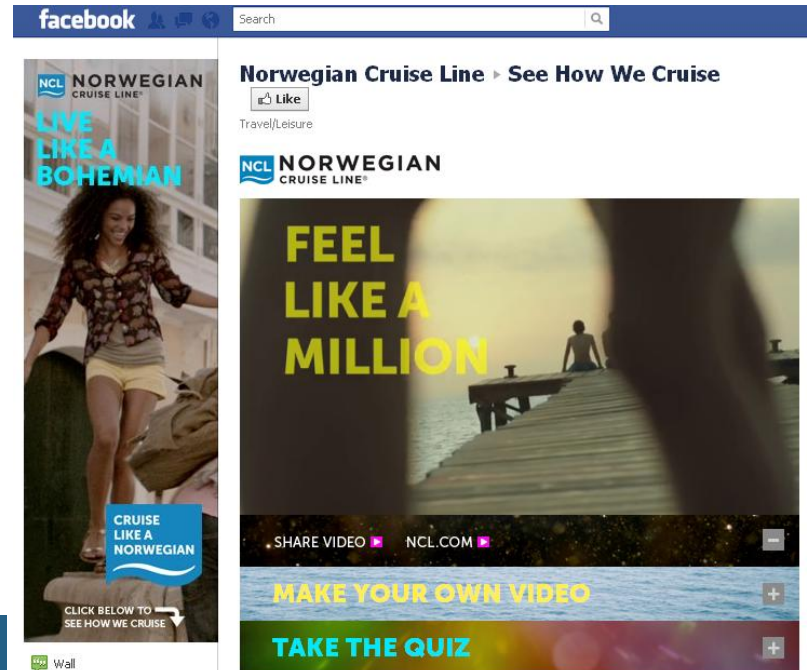 facebook
Search
NCL NORWEGIAN
CRUISE LINE®
LIVE
LIKE A
BOHEMIAN
CRUISE
LIKE A
NORWEGIAN
CLICK BELOW TO
SEE HOW WE CRUISE
Wall
Norwegian Cruise Line ▸ See How We Cruise
Like
Travel/Leisure
NCL NORWEGIAN
CRUISE LINE®
FEEL
LIKE A
MILLION
SHARE VIDEO NCL.COM
MAKE YOUR OWN VIDEO
TAKE THE QUIZ